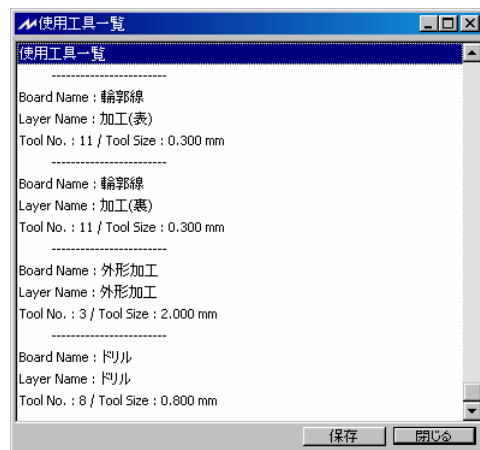 使用工具一覧
使用工具一覧
------------------------
Board Name : 輪郭線
Layer Name : 加工(表)
Tool No. : 11 / Tool Size : 0.300 mm
------------------------
Board Name : 輪郭線
Layer Name : 加工(裏)
Tool No. : 11 / Tool Size : 0.300 mm
------------------------
Board Name : 外形加工
Layer Name : 外形加工
Tool No. : 3 / Tool Size : 2.000 mm
------------------------
Board Name : ドリル
Layer Name : ドリル
Tool No. : 8 / Tool Size : 0.800 mm
保存 閉じる